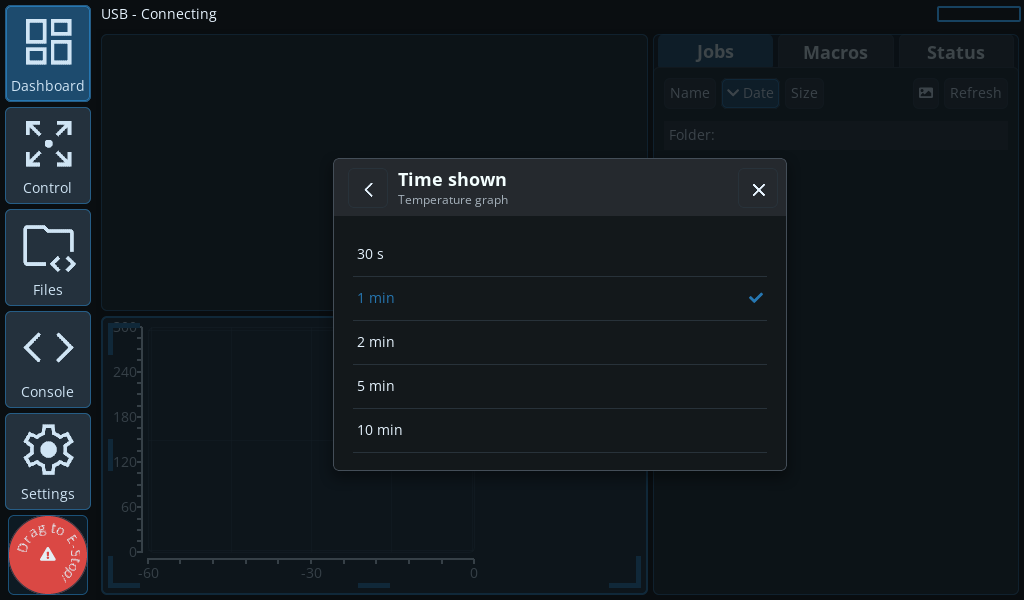 USB - Connecting
Dashboard
Control
Files
Console
Settings
Drag to E-Stop!
Jobs
Macros
Status
Name
Date
Size
Refresh
Folder:
Time shown
Temperature graph
30 s
1 min
2 min
5 min
10 min
300
240
180
120
60
0
-60
-30
0